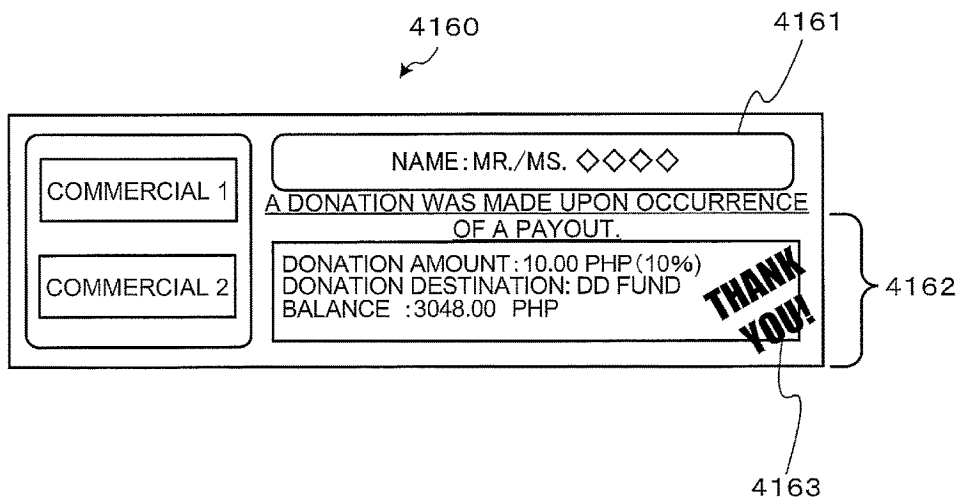 4160
4161
NAME:MR./MS. ◇◇◇◇
COMMERCIAL 1
COMMERCIAL 2
A DONATION WAS MADE UPON OCCURRENCE
OF A PAYOUT.
DONATION AMOUNT:10.00 PHP(10%)
DONATION DESTINATION: DD FUND
BALANCE :3048.00 PHP
THANK
YOU!
4162
4163